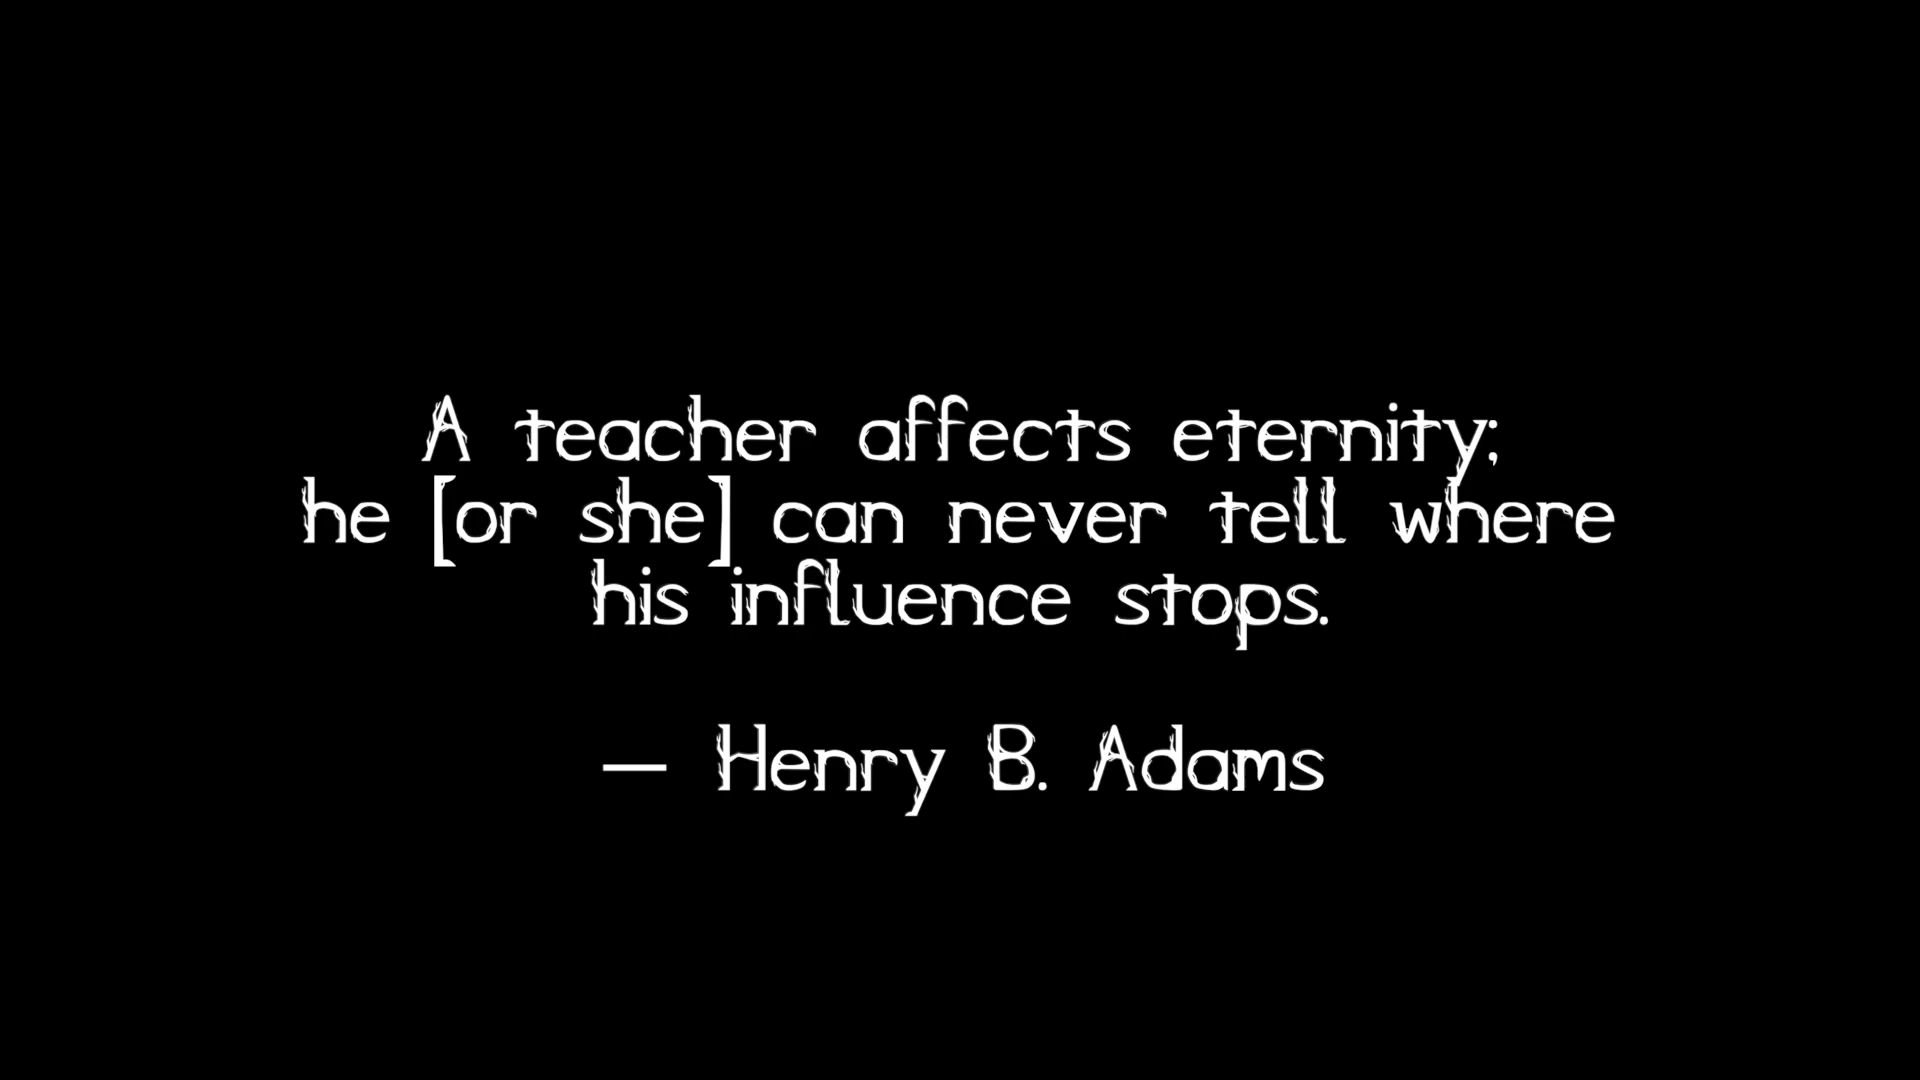 A teacher affects eternity;
he [or she] can never tell where
his influence stops.
— Henry B. Adams